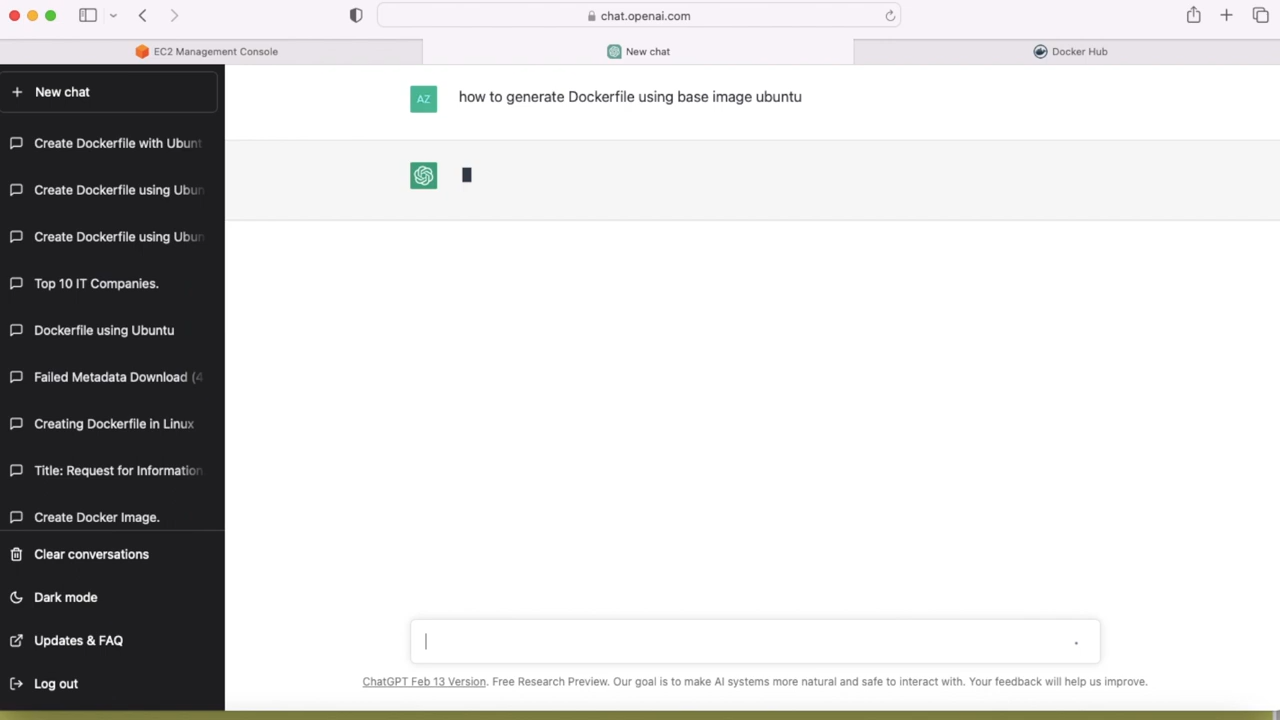 chat.openai.com
EC2 Management Console
New chat
Docker Hub
+ New chat
AZ
how to generate Dockerfile using base image ubuntu
Create Dockerfile with Ubunt
Create Dockerfile using Ubun
Create Dockerfile using Ubun
Top 10 IT Companies.
Dockerfile using Ubuntu
Failed Metadata Download (4
Creating Dockerfile in Linux
Title: Request for Information
Create Docker Image.
Clear conversations
Dark mode
Updates & FAQ
Log out
ChatGPT Feb 13 Version. Free Research Preview. Our goal is to make AI systems more natural and safe to interact with. Your feedback will help us improve.